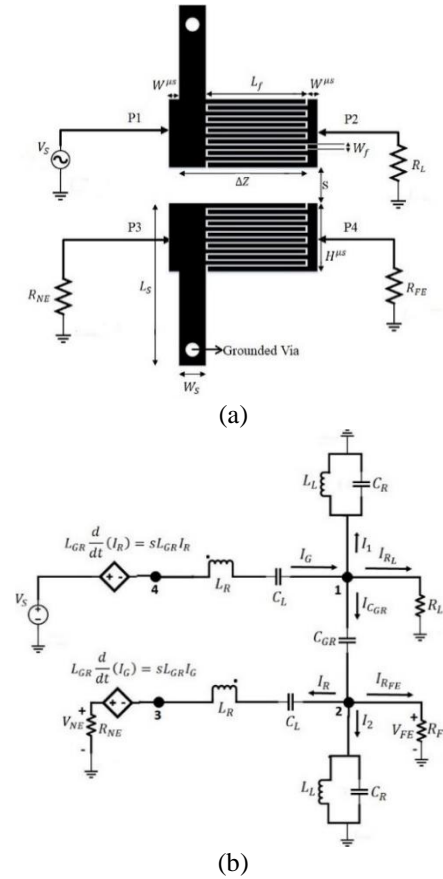 W^{μs} L_f W^{μs}
P1 P2
W_f
V_S
R_L
ΔZ
S
P3 P4
H^{μs}
L_S
R_{NE} R_{FE}
Grounded Via
W_S
(a)
L_L C_R
L_{GR} d/dt (I_R) = sL_{GR}I_R
I_G I_1 I_{R_L}
+ -
4 L_R C_L 1
V_S
+
-
I_{C_{GR}} R_L
C_{GR}
L_{GR} d/dt (I_G) = sL_{GR}I_G
I_R I_{R_{FE}}
+ -
3 L_R C_L 2
+ +
V_{NE} R_{NE} I_2 V_{FE} R_F
- -
L_L C_R
(b)